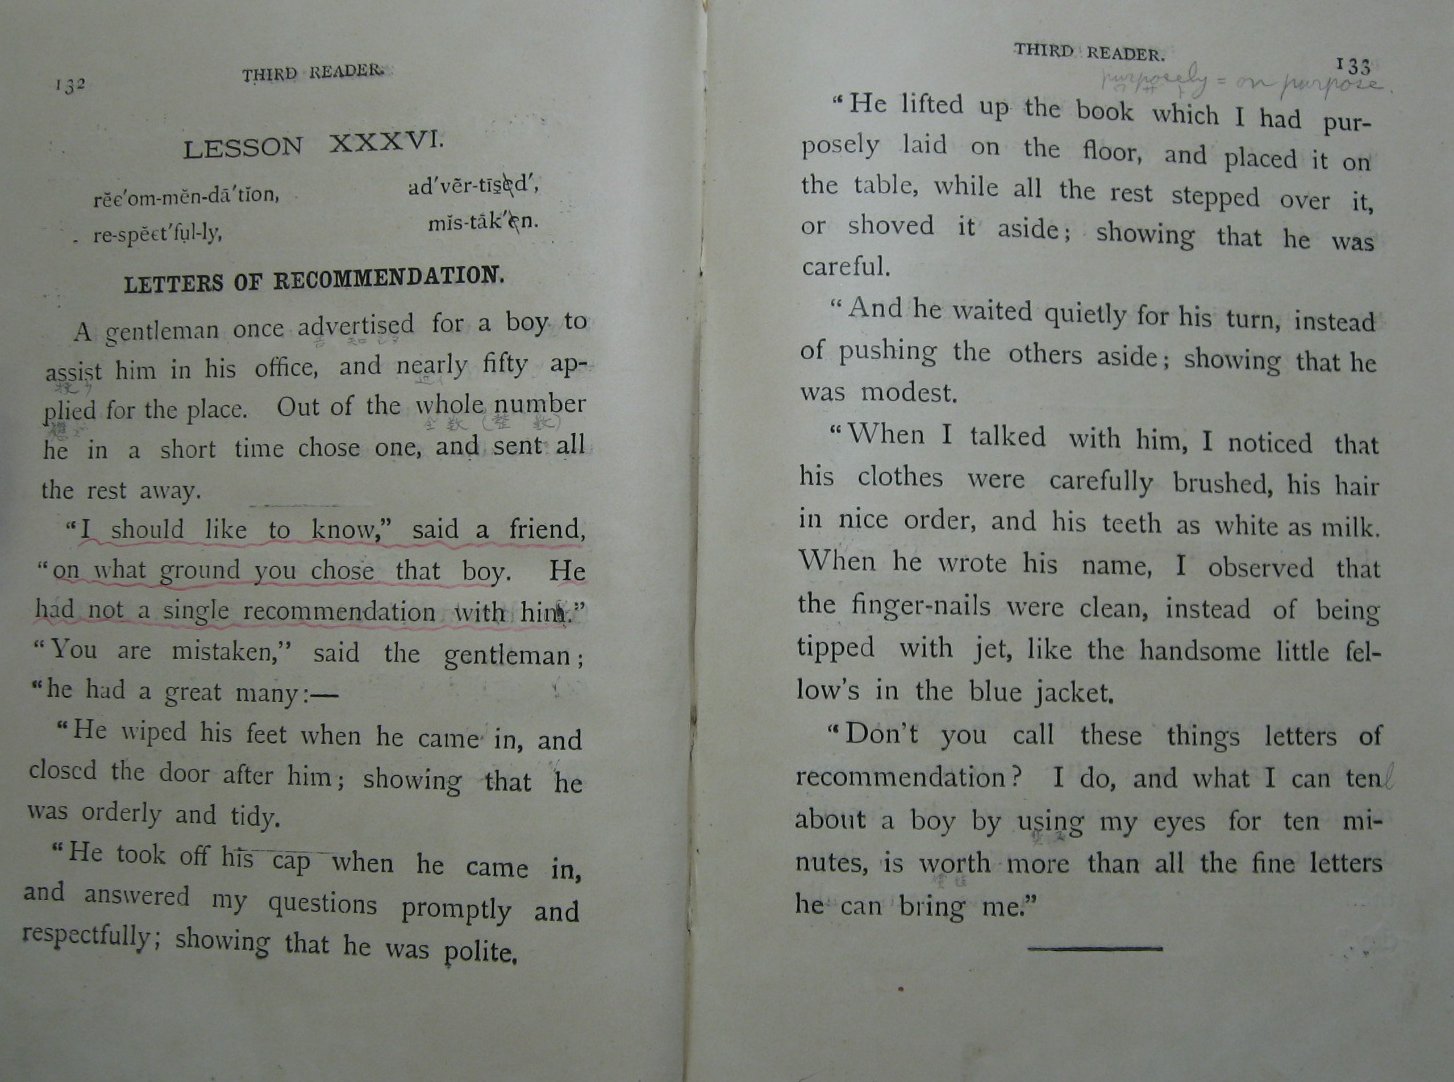 132
THIRD READER.
LESSON XXXVI.
rĕc′om-mĕn-dā′tion,
ad′vẽr-tīṣed′,
re-spĕct′fụl-ly,
mis-tāk′en.
LETTERS OF RECOMMENDATION.
A gentleman once advertised for a boy to
assist him in his office, and nearly fifty ap-
plied for the place. Out of the whole number
全数 (整数)
he in a short time chose one, and sent all
the rest away.
“I should like to know,” said a friend,
“on what ground you chose that boy. He
had not a single recommendation with him.”
“You are mistaken,” said the gentleman;
“he had a great many:—
“He wiped his feet when he came in, and
closed the door after him; showing that he
was orderly and tidy.
“He took off his cap when he came in,
and answered my questions promptly and
respectfully; showing that he was polite.
THIRD READER.
133
purposely = on purpose.
“He lifted up the book which I had pur-
posely laid on the floor, and placed it on
the table, while all the rest stepped over it,
or shoved it aside; showing that he was
careful.
“And he waited quietly for his turn, instead
of pushing the others aside; showing that he
was modest.
“When I talked with him, I noticed that
his clothes were carefully brushed, his hair
in nice order, and his teeth as white as milk.
When he wrote his name, I observed that
the finger-nails were clean, instead of being
tipped with jet, like the handsome little fel-
low’s in the blue jacket.
“Don’t you call these things letters of
recommendation? I do, and what I can tenl
about a boy by using my eyes for ten mi-
nutes, is worth more than all the fine letters
he can bring me.”